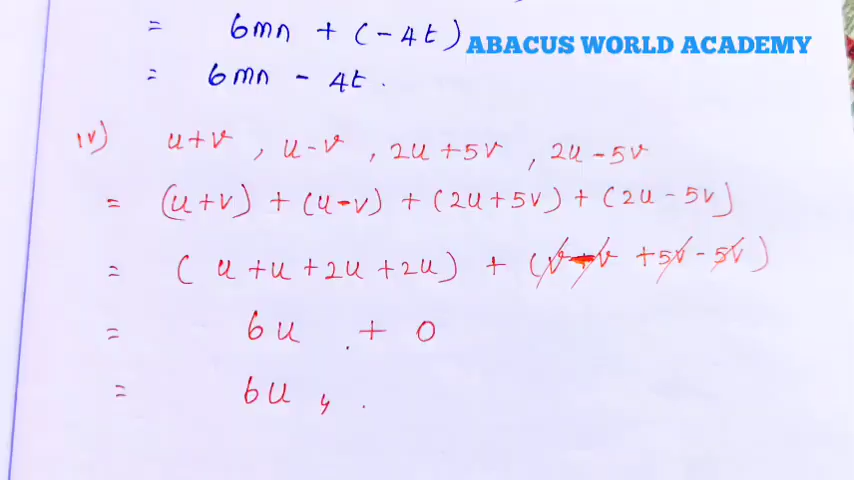 = 6mn + (-4t)
ABACUS WORLD ACADEMY
= 6mn - 4t.
iv) u+v, u-v, 2u+5v, 2u-5v
= (u+v) + (u-v) + (2u+5v) + (2u-5v)
= (u+u+2u+2u) + (v-v+5v-5v)
= 6u + 0
= 6u,